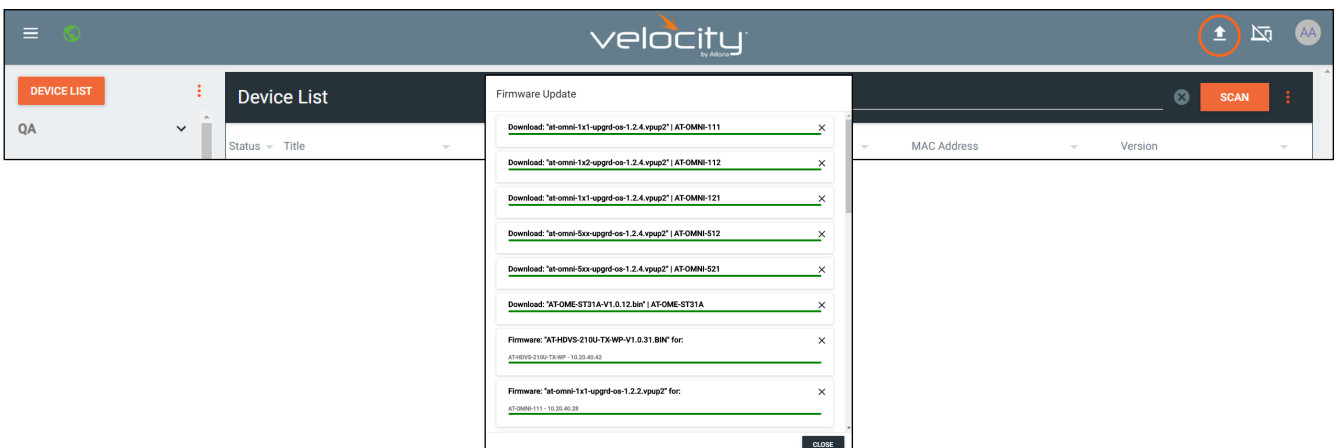 velocity
by Atlona
AA
DEVICE LIST
Device List
SCAN
QA
Status Title MAC Address Version
Firmware Update
Download: "at-omni-1x1-upgrd-os-1.2.4.vpup2" | AT-OMNI-111
Download: "at-omni-1x2-upgrd-os-1.2.4.vpup2" | AT-OMNI-112
Download: "at-omni-1x1-upgrd-os-1.2.4.vpup2" | AT-OMNI-121
Download: "at-omni-5xx-upgrd-os-1.2.4.vpup2" | AT-OMNI-512
Download: "at-omni-5xx-upgrd-os-1.2.4.vpup2" | AT-OMNI-521
Download: "AT-OME-ST31A-V1.0.12.bin" | AT-OME-ST31A
Firmware: "AT-HDVS-210U-TX-WP-V1.0.31.BIN" for:
AT-HDVS-210U-TX-WP - 10.20.40.42
Firmware: "at-omni-1x1-upgrd-os-1.2.2.vpup2" for:
AT-OMNI-111 - 10.20.40.28
CLOSE